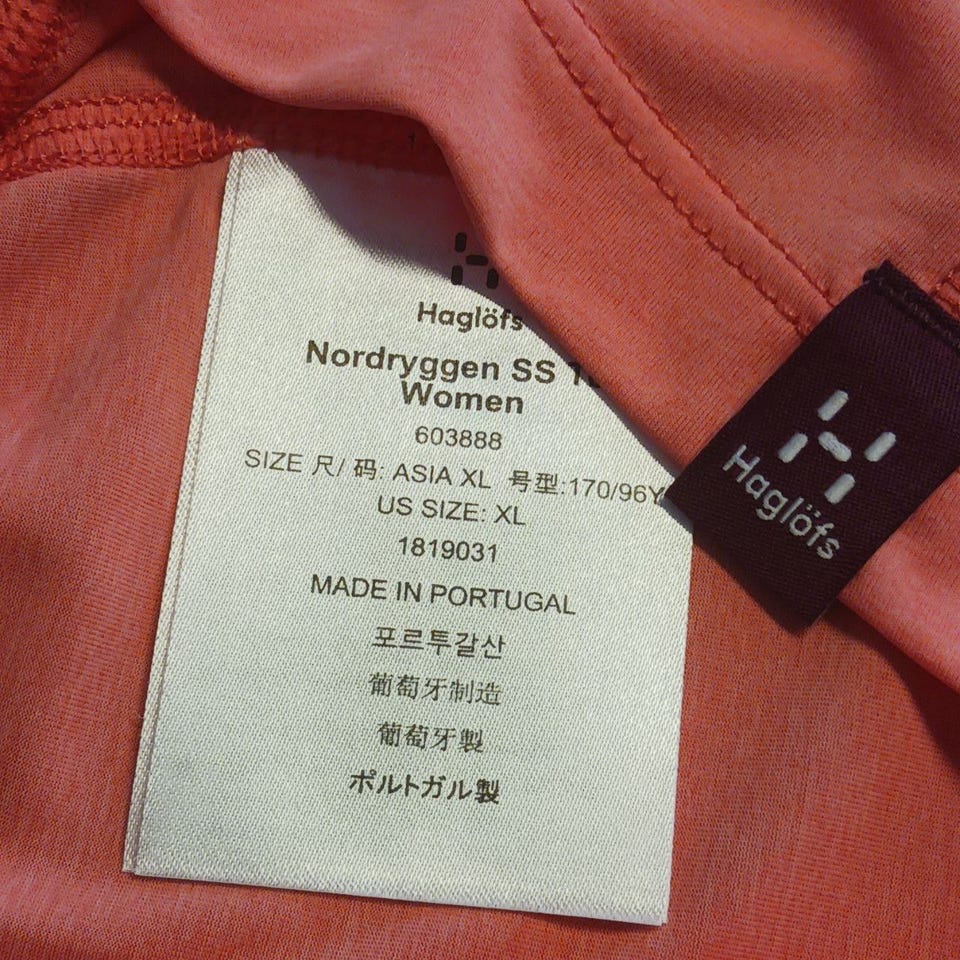 Haglöfs
Nordryggen SS
Women
603888
SIZE 尺/ 码: ASIA XL 号型:170/96Y
US SIZE: XL
1819031
MADE IN PORTUGAL
포르투갈산
葡萄牙制造
葡萄牙製
ポルトガル製
Haglöfs